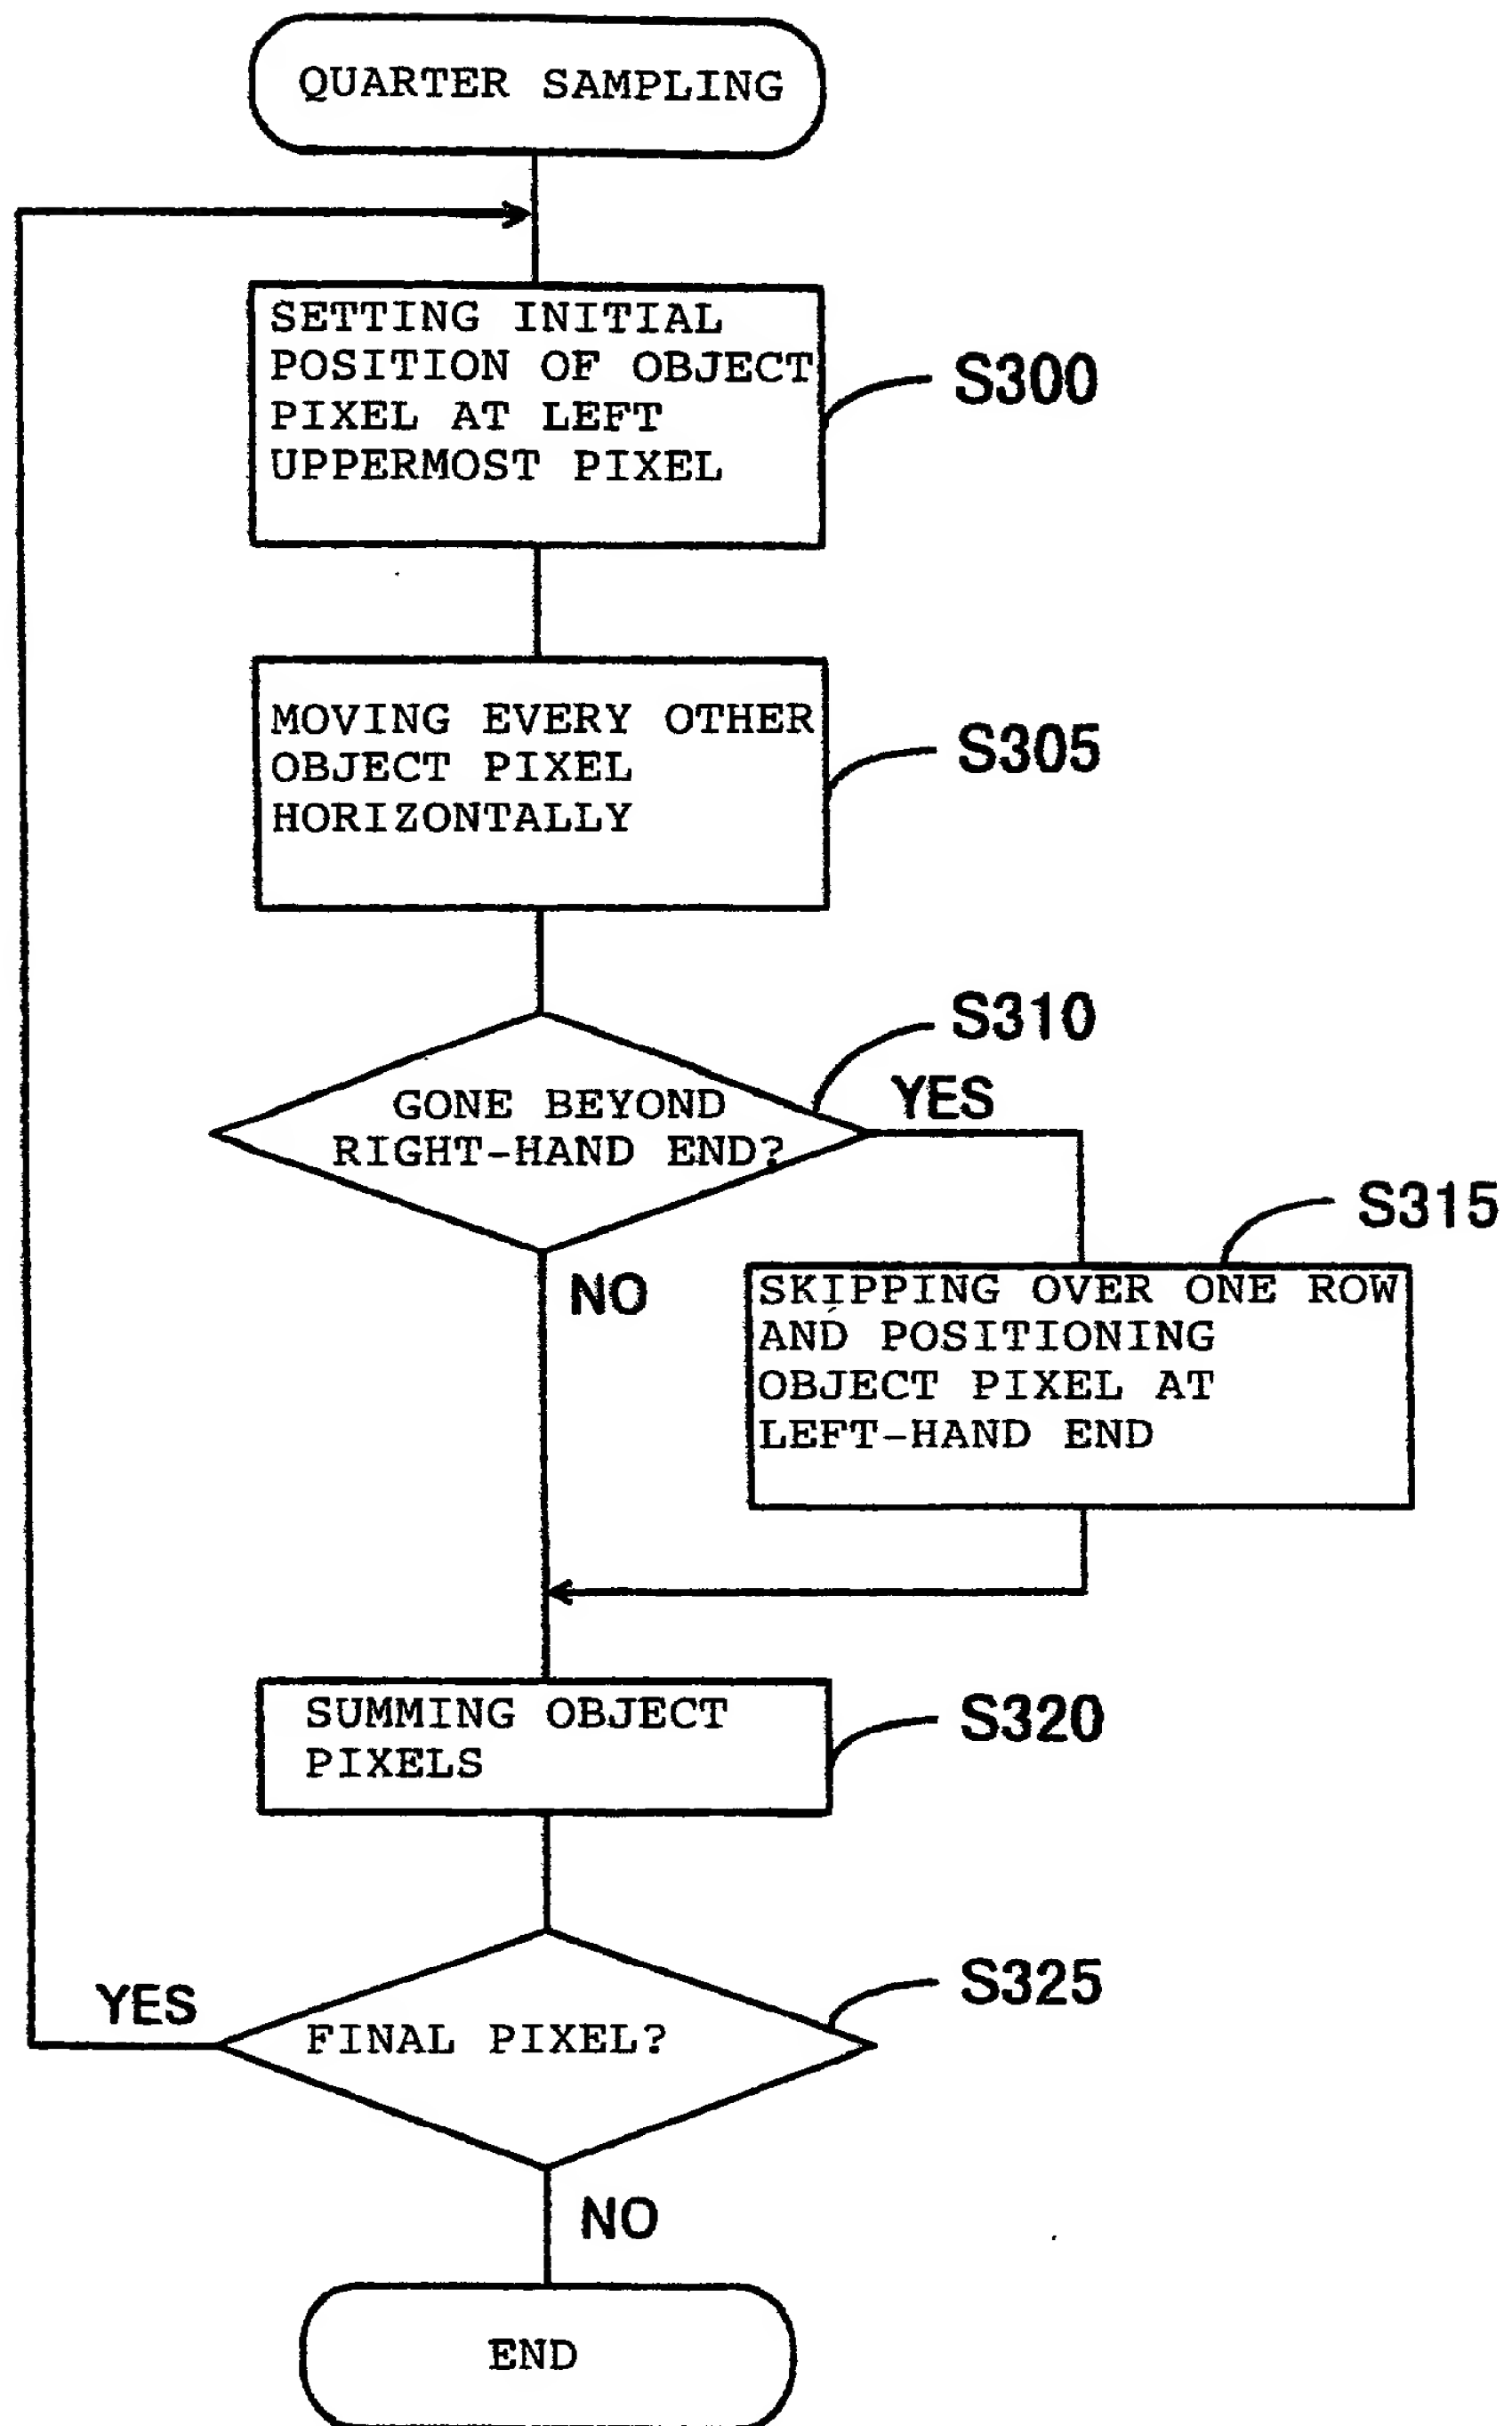 QUARTER SAMPLING
SETTING INITIAL
POSITION OF OBJECT
PIXEL AT LEFT
UPPERMOST PIXEL
S300
MOVING EVERY OTHER
OBJECT PIXEL
HORIZONTALLY
S305
S310
GONE BEYOND
RIGHT-HAND END?
YES
NO
S315
SKIPPING OVER ONE ROW
AND POSITIONING
OBJECT PIXEL AT
LEFT-HAND END
SUMMING OBJECT
PIXELS
S320
S325
YES
FINAL PIXEL?
NO
END